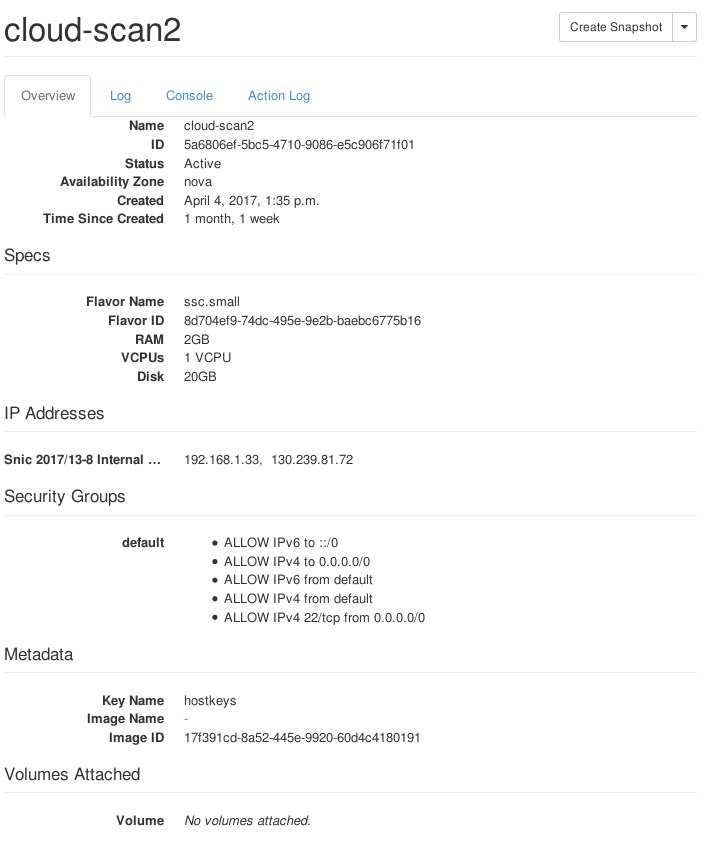 cloud-scan2
Create Snapshot
Overview Log Console Action Log
Name cloud-scan2
ID 5a6806ef-5bc5-4710-9086-e5c906f71f01
Status Active
Availability Zone nova
Created April 4, 2017, 1:35 p.m.
Time Since Created 1 month, 1 week
Specs
Flavor Name ssc.small
Flavor ID 8d704ef9-74dc-495e-9e2b-baebc6775b16
RAM 2GB
VCPUs 1 VCPU
Disk 20GB
IP Addresses
Snic 2017/13-8 Internal ... 192.168.1.33, 130.239.81.72
Security Groups
default
• ALLOW IPv6 to ::/0
• ALLOW IPv4 to 0.0.0.0/0
• ALLOW IPv6 from default
• ALLOW IPv4 from default
• ALLOW IPv4 22/tcp from 0.0.0.0/0
Metadata
Key Name hostkeys
Image Name -
Image ID 17f391cd-8a52-445e-9920-60d4c4180191
Volumes Attached
Volume No volumes attached.